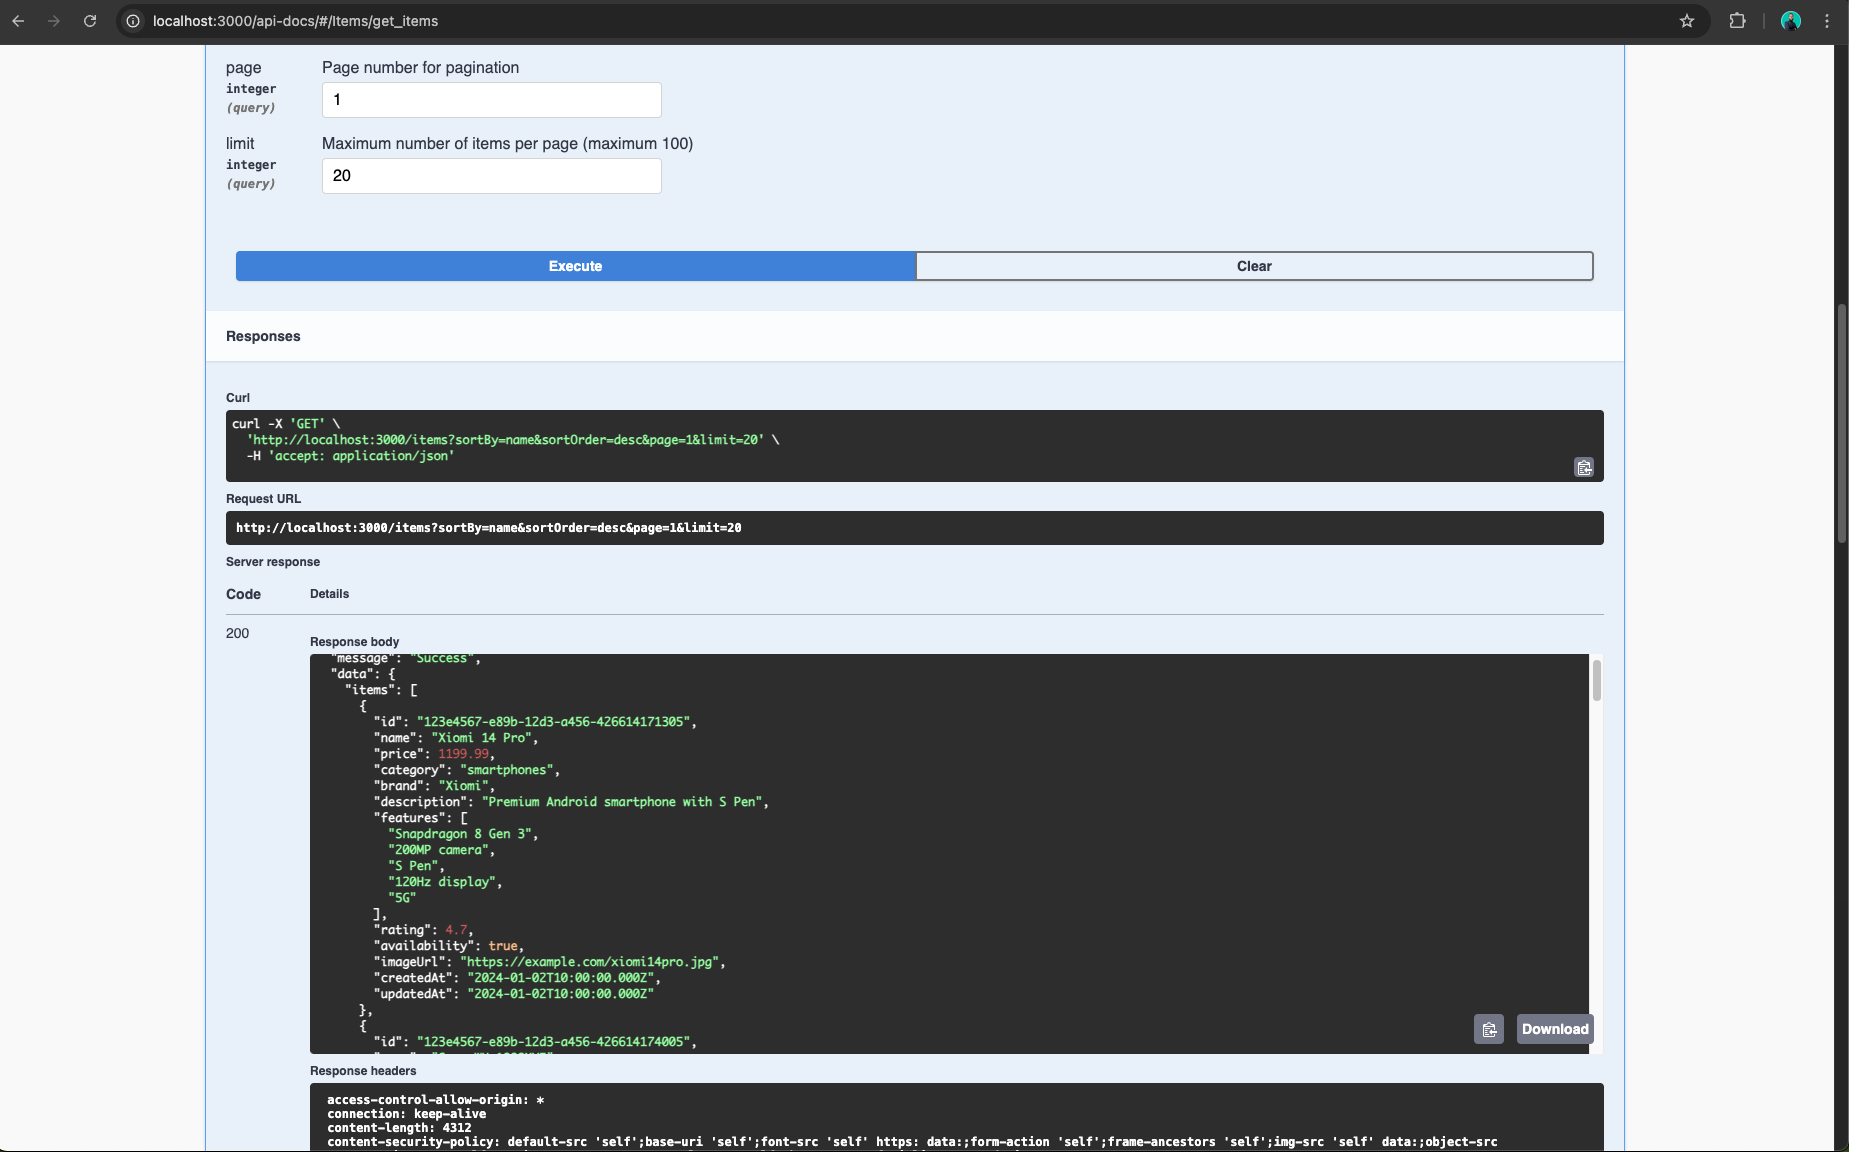 localhost:3000/api-docs/#/Items/get_items
page
integer
(query)
Page number for pagination
1
limit
integer
(query)
Maximum number of items per page (maximum 100)
20
Execute
Clear
Responses
Curl
curl -X 'GET' \
'http://localhost:3000/items?sortBy=name&sortOrder=desc&page=1&limit=20' \
-H 'accept: application/json'
Request URL
http://localhost:3000/items?sortBy=name&sortOrder=desc&page=1&limit=20
Server response
Code Details
200
Response body
"message": "Success",
"data": {
"items": [
{
"id": "123e4567-e89b-12d3-a456-426614171305",
"name": "Xiomi 14 Pro",
"price": 1199.99,
"category": "smartphones",
"brand": "Xiomi",
"description": "Premium Android smartphone with S Pen",
"features": [
"Snapdragon 8 Gen 3",
"200MP camera",
"S Pen",
"120Hz display",
"5G"
],
"rating": 4.7,
"availability": true,
"imageUrl": "https://example.com/xiomi14pro.jpg",
"createdAt": "2024-01-02T10:00:00.000Z",
"updatedAt": "2024-01-02T10:00:00.000Z"
},
{
"id": "123e4567-e89b-12d3-a456-426614174005",
Download
Response headers
access-control-allow-origin: *
connection: keep-alive
content-length: 4312
content-security-policy: default-src 'self';base-uri 'self';font-src 'self' https: data:;form-action 'self';frame-ancestors 'self';img-src 'self' data:;object-src